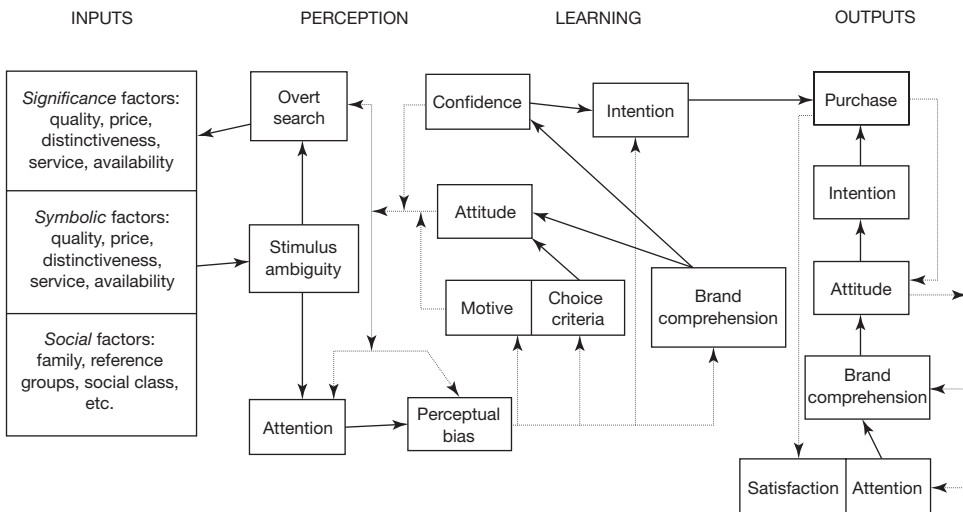 INPUTS
PERCEPTION
LEARNING
OUTPUTS
Significance factors:
quality, price,
distinctiveness,
service, availability
Symbolic factors:
quality, price,
distinctiveness,
service, availability
Social factors:
family, reference
groups, social class,
etc.
Overt
search
Stimulus
ambiguity
Attention
Perceptual
bias
Confidence
Intention
Attitude
Motive
Choice
criteria
Brand
comprehension
Purchase
Intention
Attitude
Brand
comprehension
Satisfaction
Attention